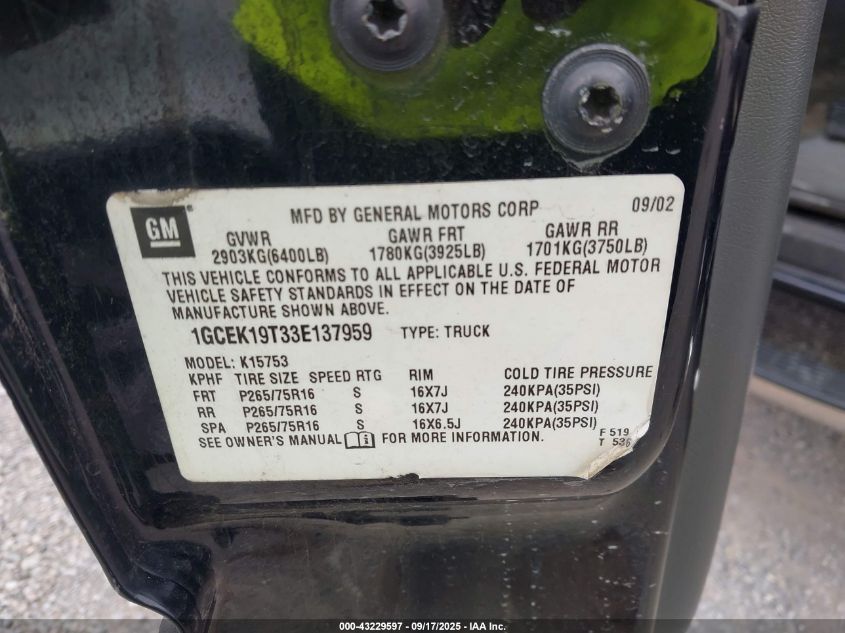 GM
MFD BY GENERAL MOTORS CORP 09/02
GVWR GAWR FRT GAWR RR
2903KG(6400LB) 1780KG(3925LB) 1701KG(3750LB)
THIS VEHICLE CONFORMS TO ALL APPLICABLE U.S. FEDERAL MOTOR
VEHICLE SAFETY STANDARDS IN EFFECT ON THE DATE OF
MANUFACTURE SHOWN ABOVE.
1GCEK19T33E137959 TYPE: TRUCK
MODEL: K15753
KPHF TIRE SIZE SPEED RTG RIM COLD TIRE PRESSURE
FRT P265/75R16 S 16X7J 240KPA(35PSI)
RR P265/75R16 S 16X7J 240KPA(35PSI)
SPA P265/75R16 S 16X6.5J 240KPA(35PSI)
SEE OWNER'S MANUAL FOR MORE INFORMATION.
F 519
T 536
000-43229597 - 09/17/2025 - IAA Inc.